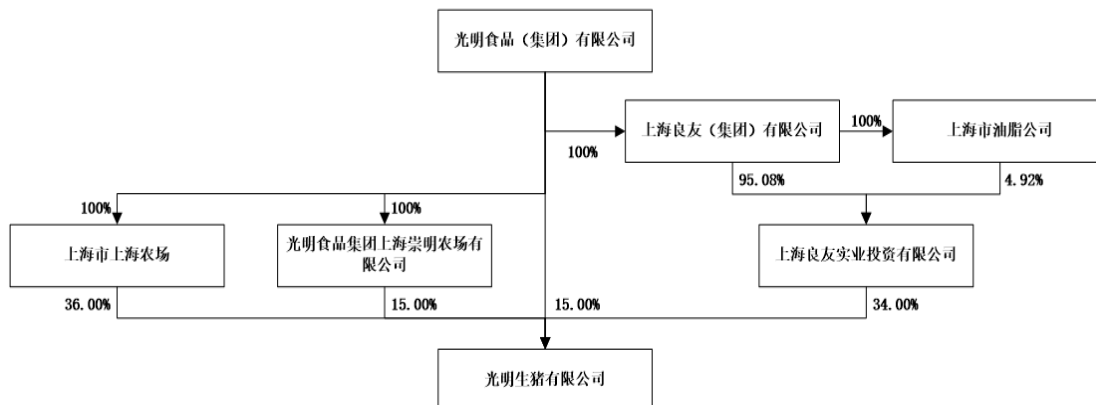 光明食品（集团）有限公司
上海良友（集团）有限公司
100%
上海市油脂公司
100%
95.08%
4.92%
100%
100%
上海市上海农场
光明食品集团上海崇明农场有
限公司
上海良友实业投资有限公司
36.00%
15.00%
15.00%
34.00%
光明生猪有限公司